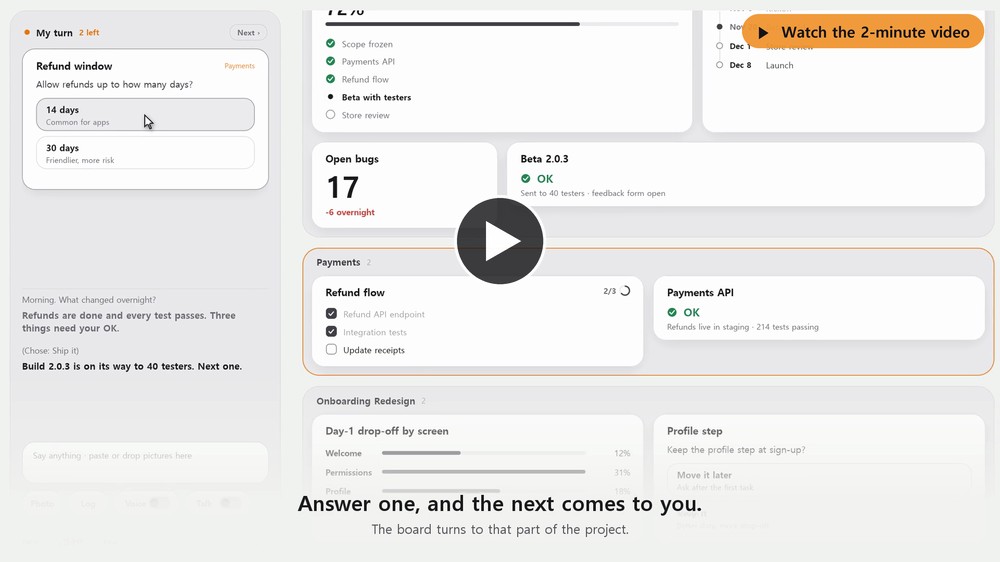 My turn 2 left
Next ›
Refund window
Payments
Allow refunds up to how many days?
14 days
Common for apps
30 days
Friendlier, more risk
Morning. What changed overnight?
Refunds are done and every test passes. Three
things need your OK.
(Chose: Ship it)
Build 2.0.3 is on its way to 40 testers. Next one.
Say anything · paste or drop pictures here
72%
Scope frozen
Payments API
Refund flow
Beta with testers
Store review
Watch the 2-minute video
Dec 1
Dec 8 Launch
Open bugs
17
-6 overnight
Beta 2.0.3
OK
Sent to 40 testers · feedback form open
Payments 2
Refund flow
2/3
Refund API endpoint
Integration tests
Update receipts
Payments API
OK
Refunds live in staging · 214 tests passing
Onboarding Redesign 2
Day-1 drop-off by screen
Welcome 12%
Permissions 31%
Profile 18%
Profile step
Keep the profile step at sign-up?
Move it later
Ask after the first task
Answer one, and the next comes to you.
The board turns to that part of the project.